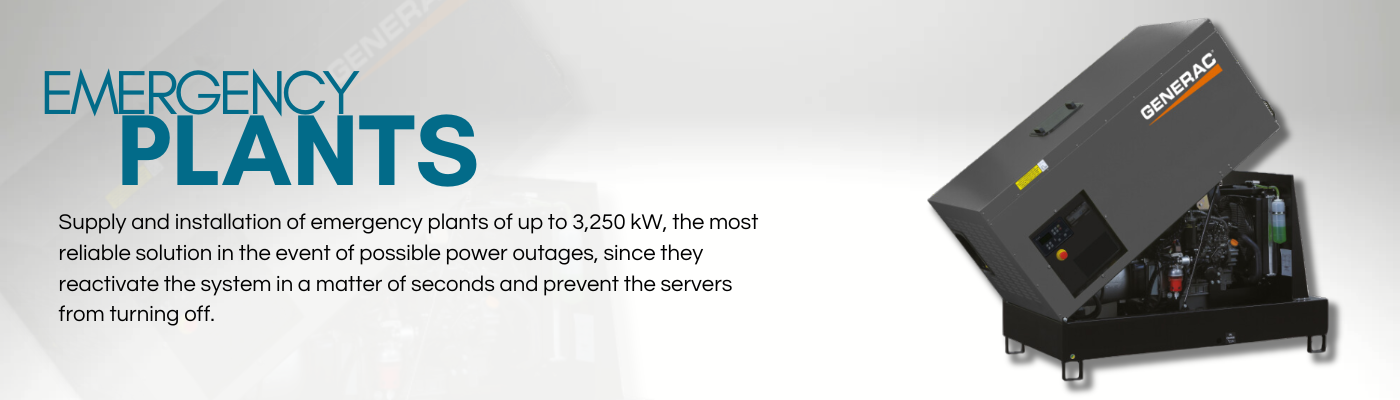 EMERGENCY
PLANTS
Supply and installation of emergency plants of up to 3,250 kW, the most
reliable solution in the event of possible power outages, since they
reactivate the system in a matter of seconds and prevent the servers
from turning off.
GENERAC
GENERAC